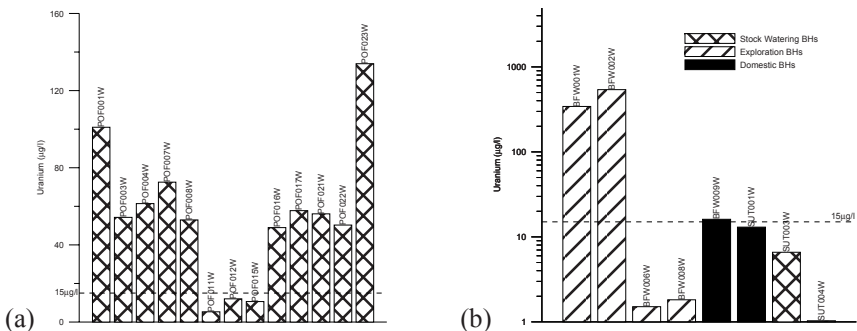 160
120
80
40
0
15µg/l
Uranium (µg/l)
POF001W
POF003W
POF004W
POF007W
POF008W
POF011W
POF012W
POF015W
POF016W
POF017W
POF021W
POF022W
POF023W
(a)
1000
100
10
1
Uranium (µg/l)
BFW001W
BFW002W
BFW006W
BFW008W
BFW009W
SUT001W
SUT003W
SUT004W
Stock Watering BHs
Exploration BHs
Domestic BHs
15µg/l
(b)